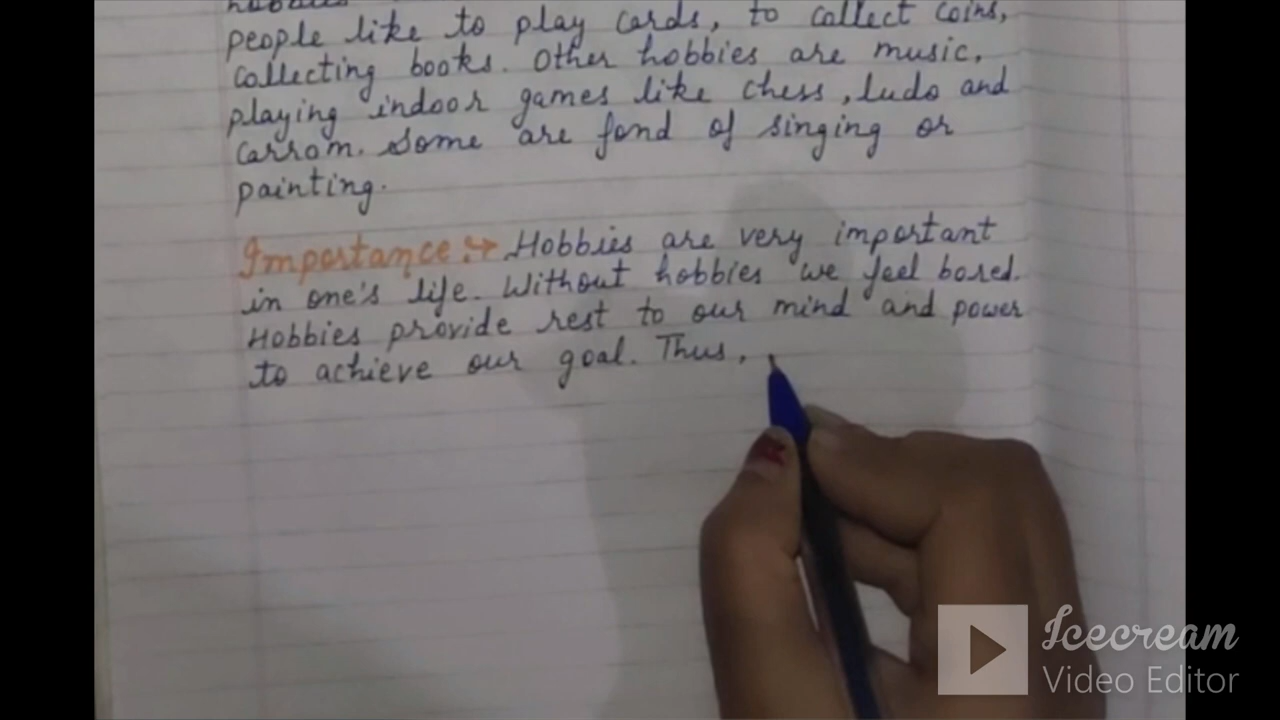 hobbies
people like to play cards, to collect coins,
collecting books. Other hobbies are music,
playing indoor games like chess, ludo and
carrom. Some are fond of singing or
painting.
Importance :→ Hobbies are very important
in one's life. Without hobbies we feel bored.
Hobbies provide rest to our mind and power
to achieve our goal. Thus,
Icecream
Video Editor